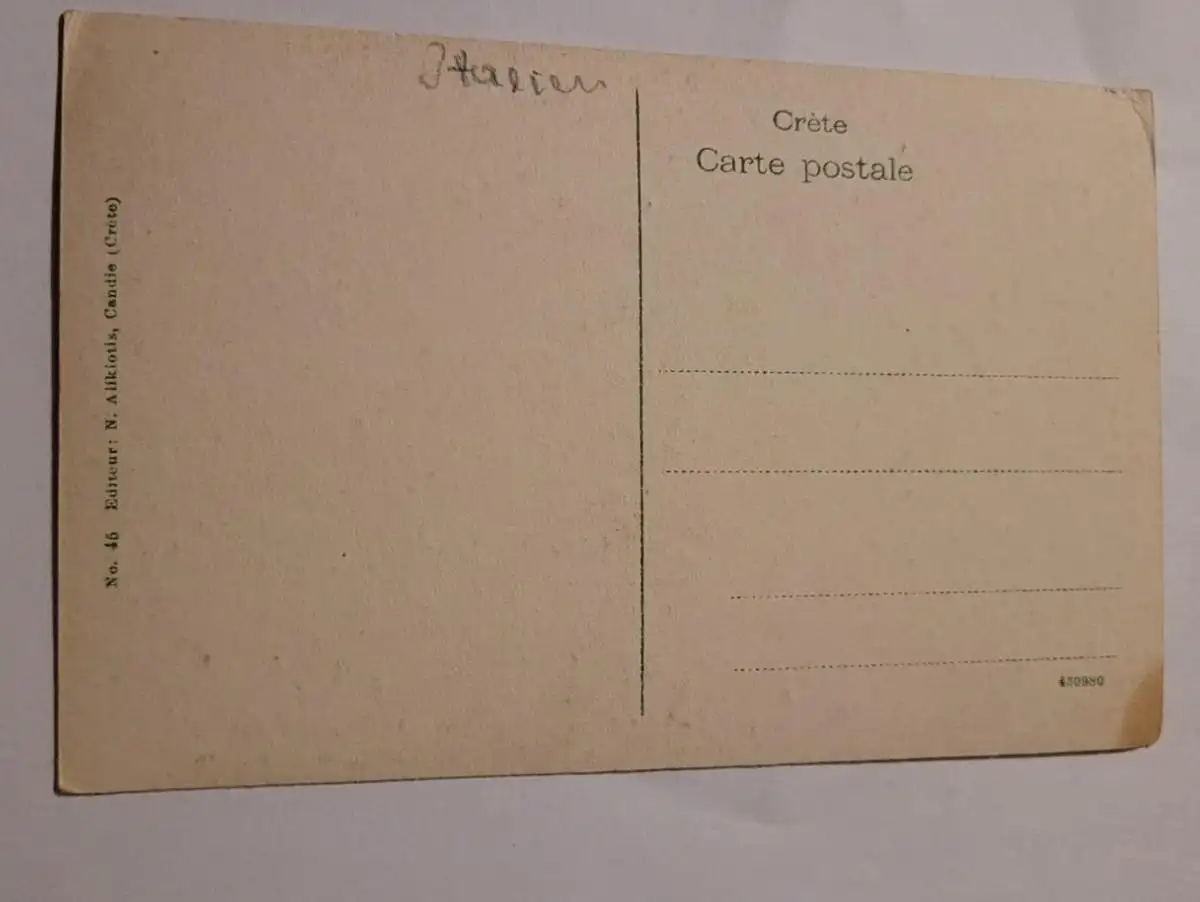 Italien
Crète
Carte postale
No. 45 Editeur: N. Alikiotis, Candie (Crète)
430980